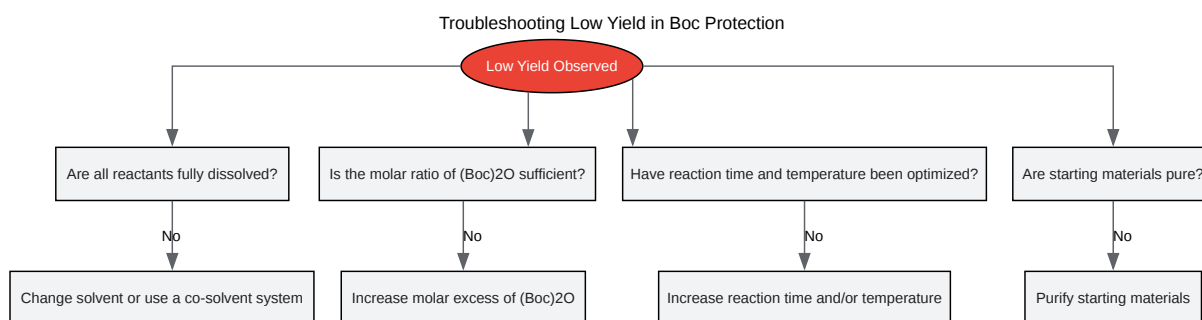 Troubleshooting Low Yield in Boc Protection
Low Yield Observed
Are all reactants fully dissolved?
Is the molar ratio of (Boc)2O sufficient?
Have reaction time and temperature been optimized?
Are starting materials pure?
No
No
No
No
Change solvent or use a co-solvent system
Increase molar excess of (Boc)2O
Increase reaction time and/or temperature
Purify starting materials